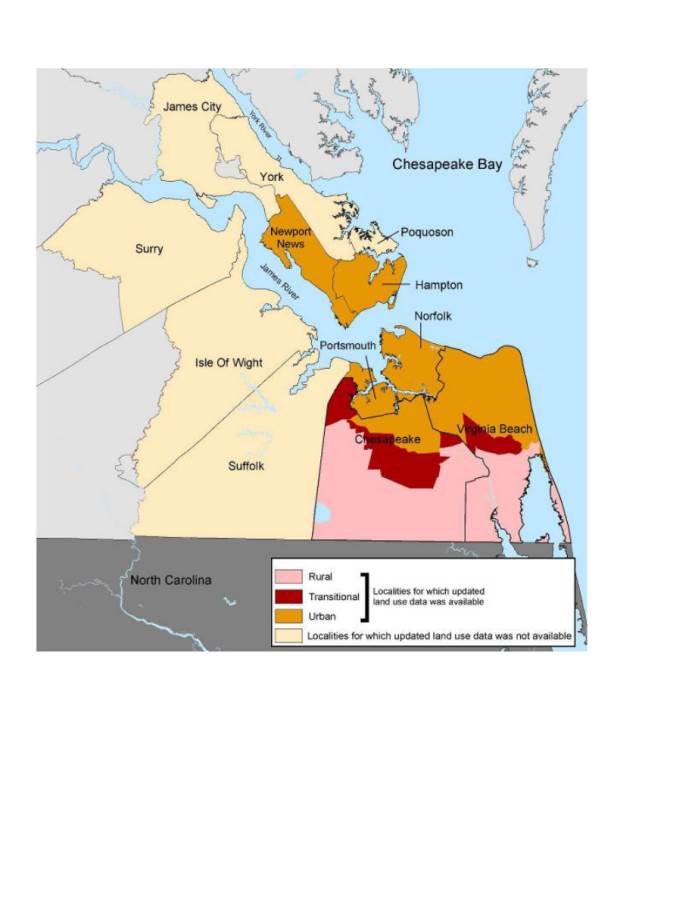 James City
York River
Chesapeake Bay
York
Poquoson
Newport
News
Surry
James River
Hampton
Norfolk
Portsmouth
Isle Of Wight
Virginia Beach
Chesapeake
Suffolk
North Carolina
Rural
Transitional
Urban
Localities for which updated
land use data was available
Localities for which updated land use data was not available